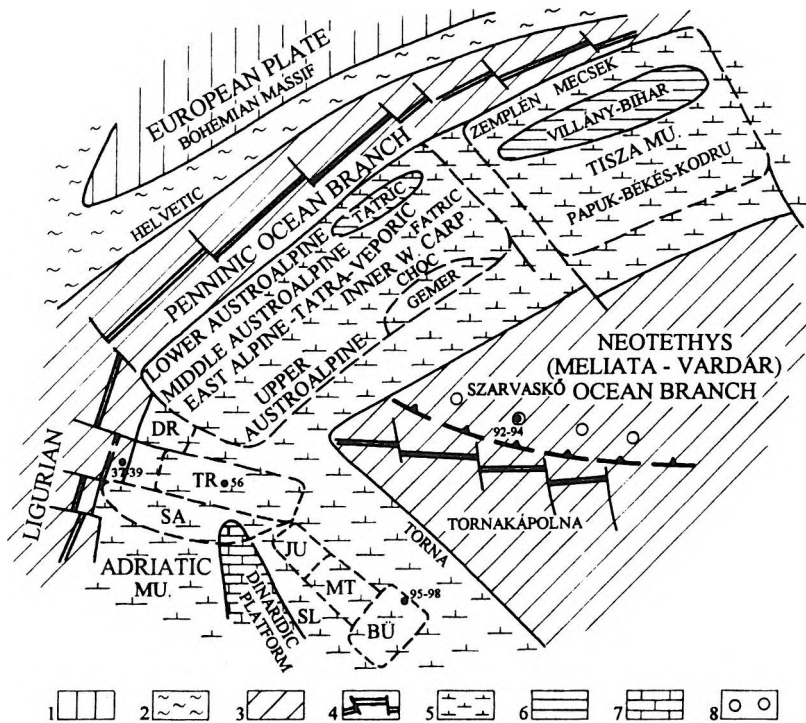 EUROPEAN PLATE
BOHEMIAN MASSIF
HELVETIC
PENNINIC OCEAN BRANCH
ZEMPLÉN MECSEK
VILLÁNY-BIHAR
TISZA MU.
PAPUK-BÉKÉS-KODRU
TATRIC
LOWER AUSTROALPINE
MIDDLE AUSTROALPINE
EAST ALPINE-TATRA-VEPORIC
FATRIC
INNER W. CARP.
CHOC
GEMER
UPPER
AUSTROALPINE
NEOTETHYS
(MELIATA - VARDAR)
OCEAN BRANCH
SZARVASKŐ
92-94
TORNAKÁPOLNA
TORNA
LIGURIAN
DR
37-39
TR 56
SA
ADRIATIC
MU.
DINARIDIC
PLATFORM
JU
MT
SL
95-98
BÜ
1 2 3 4 5 6 7 8